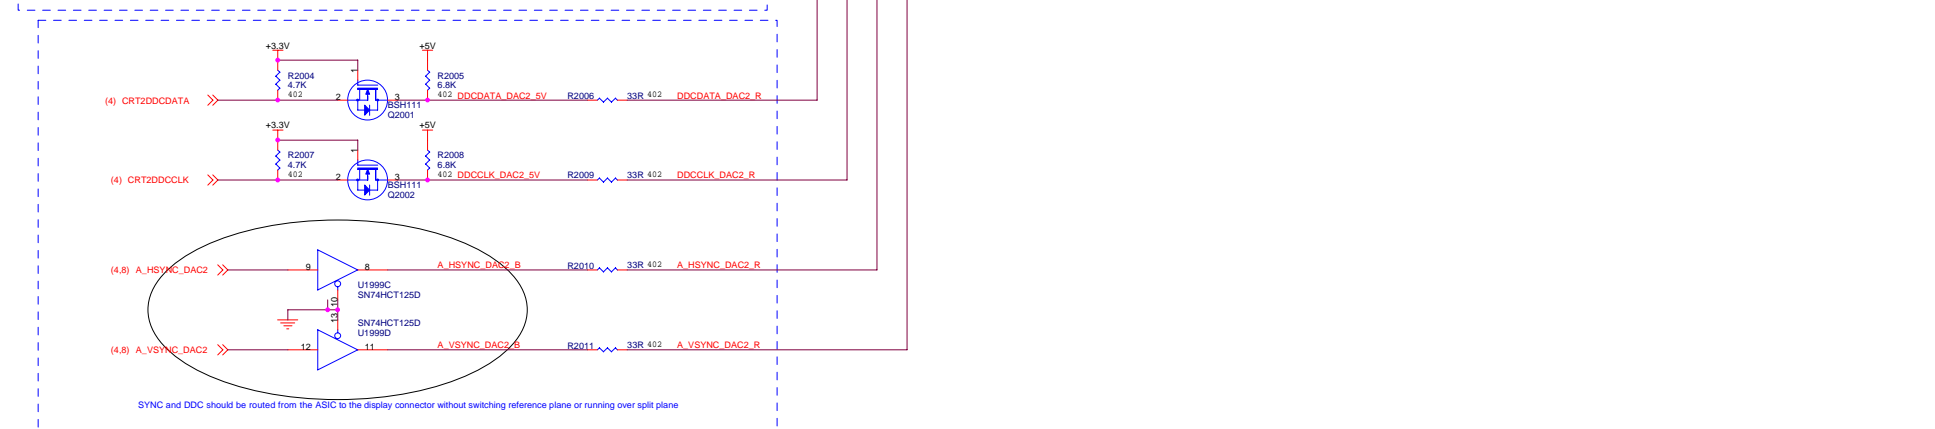 +3.3V
+5V
R2004
4.7K
402
1
R2005
6.8K
402
(4) CRT2DDCDATA
2
3
BSH111
Q2001
DDCDATA_DAC2_5V
R2006
33R 402
DDCDATA_DAC2_R
+3.3V
+5V
R2007
4.7K
402
1
R2008
6.8K
402
(4) CRT2DDCCLK
2
3
BSH111
Q2002
DDCCLK_DAC2_5V
R2009
33R 402
DDCCLK_DAC2_R
(4,8) A_HSYNC_DAC2
9
8
A_HSYNC_DAC2_B
R2010
33R 402
A_HSYNC_DAC2_R
U1999C
SN74HCT125D
10
13
SN74HCT125D
U1999D
(4,8) A_VSYNC_DAC2
12
11
A_VSYNC_DAC2_B
R2011
33R 402
A_VSYNC_DAC2_R
SYNC and DDC should be routed from the ASIC to the display connector without switching reference plane or running over split plane